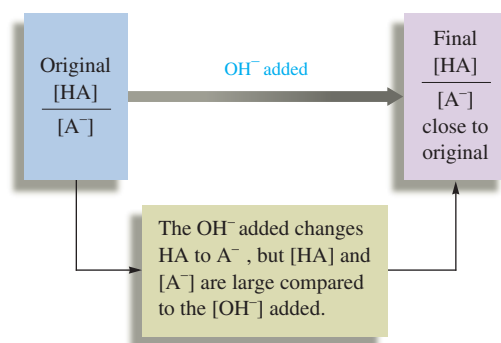 Original
[HA]
[A⁻]
OH⁻ added
Final
[HA]
[A⁻]
close to
original
The OH⁻ added changes
HA to A⁻ , but [HA] and
[A⁻] are large compared
to the [OH⁻] added.